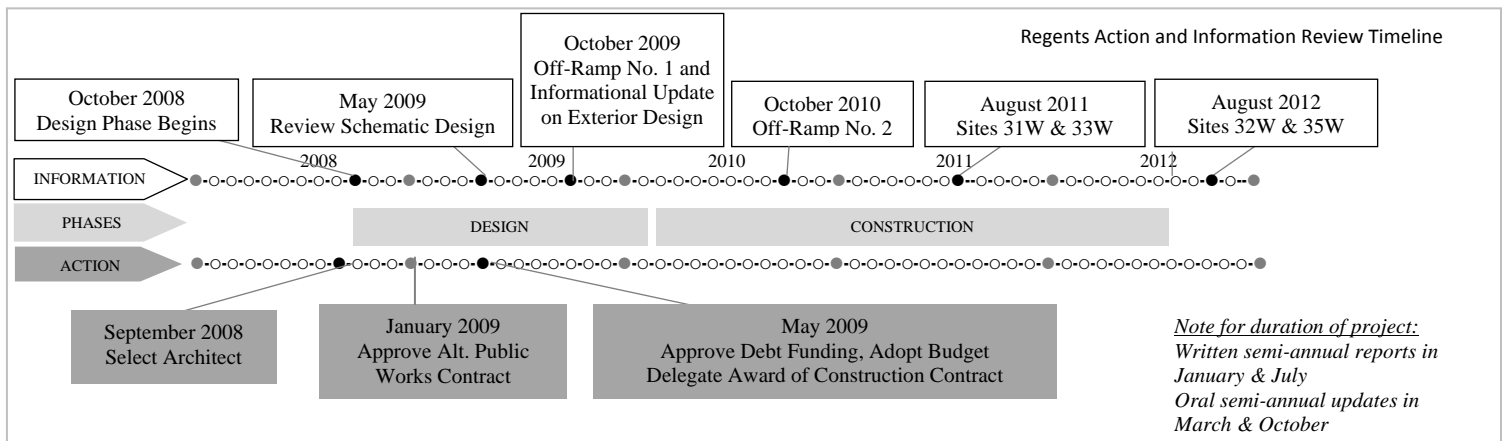 Regents Action and Information Review Timeline
October 2008
Design Phase Begins
May 2009
Review Schematic Design
October 2009
Off-Ramp No. 1 and
Informational Update
on Exterior Design
October 2010
Off-Ramp No. 2
August 2011
Sites 31W & 33W
August 2012
Sites 32W & 35W
2008
2009
2010
2011
2012
INFORMATION
PHASES
DESIGN
CONSTRUCTION
ACTION
September 2008
Select Architect
January 2009
Approve Alt. Public
Works Contract
May 2009
Approve Debt Funding, Adopt Budget
Delegate Award of Construction Contract
Note for duration of project:
Written semi-annual reports in
January & July
Oral semi-annual updates in
March & October